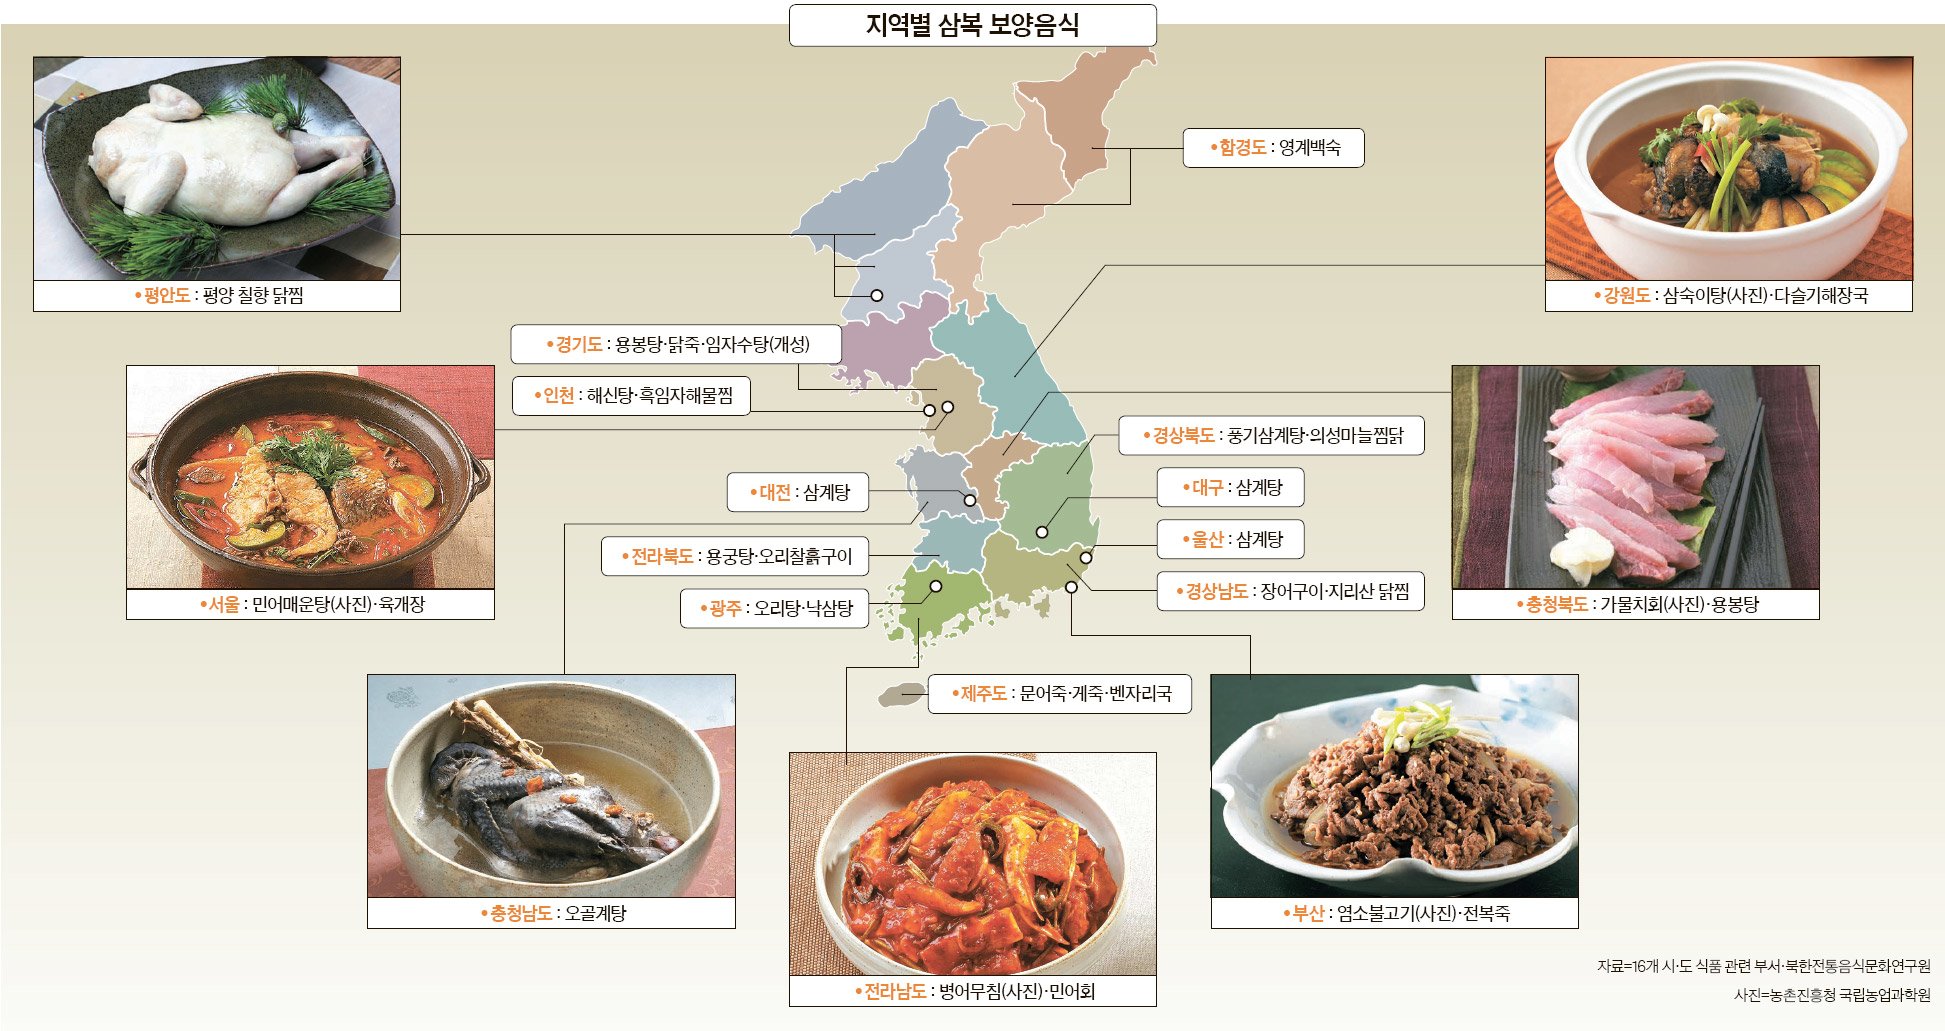 지역별 삼복 보양음식
•함경도 : 영계백숙
•평안도 : 평양 칠향 닭찜
•강원도 : 삼숙이탕(사진)·다슬기해장국
•경기도 : 용봉탕·닭죽·임자수탕(개성)
•인천 : 해신탕·흑임자해물찜
•경상북도 : 풍기삼계탕·의성마늘찜닭
•대전 : 삼계탕
•대구 : 삼계탕
•울산 : 삼계탕
•전라북도 : 용궁탕·오리찰흙구이
•경상남도 : 장어구이·지리산 닭찜
•서울 : 민어매운탕(사진)·육개장
•광주 : 오리탕·낙삼탕
•충청북도 : 가물치회(사진)·용봉탕
•제주도 : 문어죽·게죽·벤자리국
•충청남도 : 오골계탕
•부산 : 염소불고기(사진)·전복죽
•전라남도 : 병어무침(사진)·민어회
자료=16개 시·도 식품 관련 부서·북한전통음식문화연구원
사진=농촌진흥청 국립농업과학원